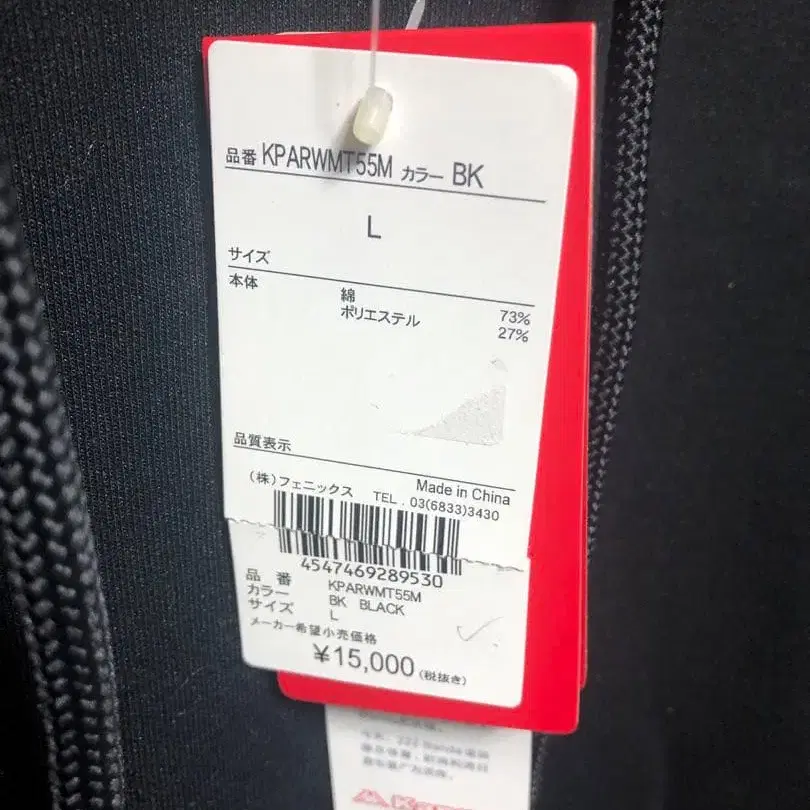 品番 KPARWMT55M カラー BK
L
サイズ
本体 綿 73%
ポリエステル 27%
品質表示
Made in China
(株)フェニックス TEL. 03(6833)3430
4547469289530
品 番 KPARWMT55M
カラー BK BLACK
サイズ L
メーカー希望小売価格
¥15,000(税抜き)